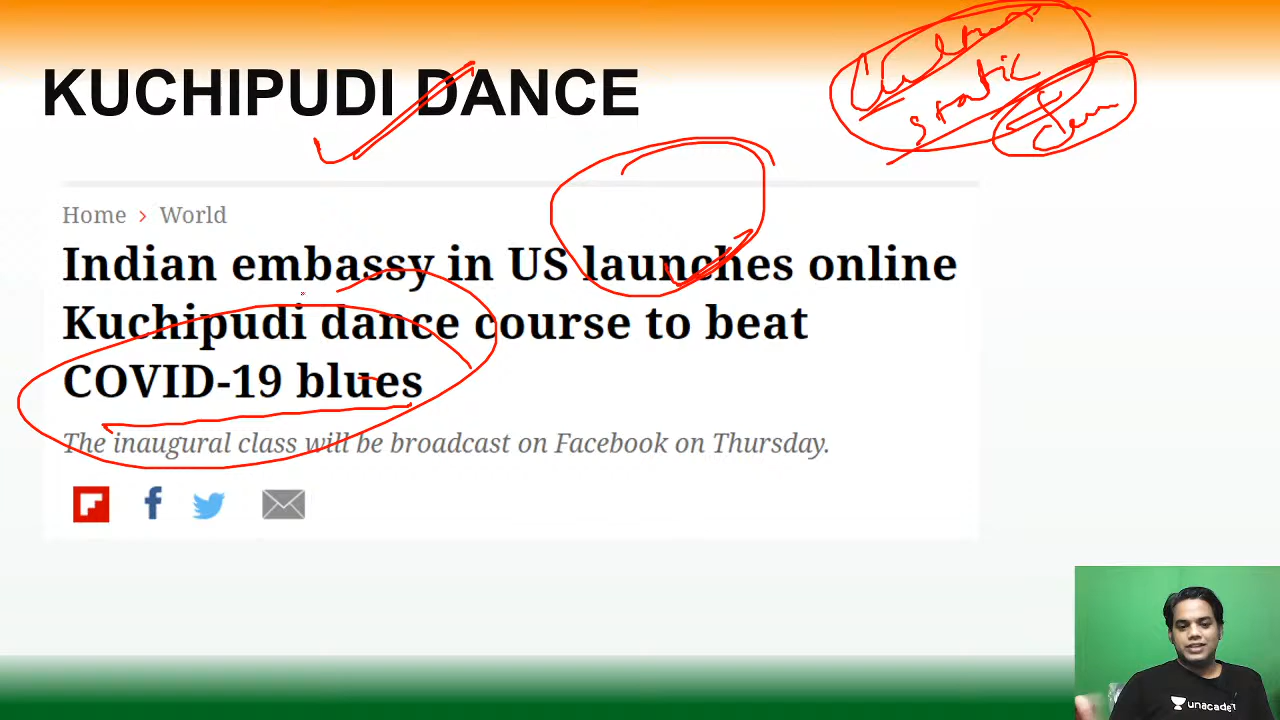 KUCHIPUDI DANCE
static
Home › World
Indian embassy in US launches online
Kuchipudi dance course to beat
COVID-19 blues
The inaugural class will be broadcast on Facebook on Thursday.
f